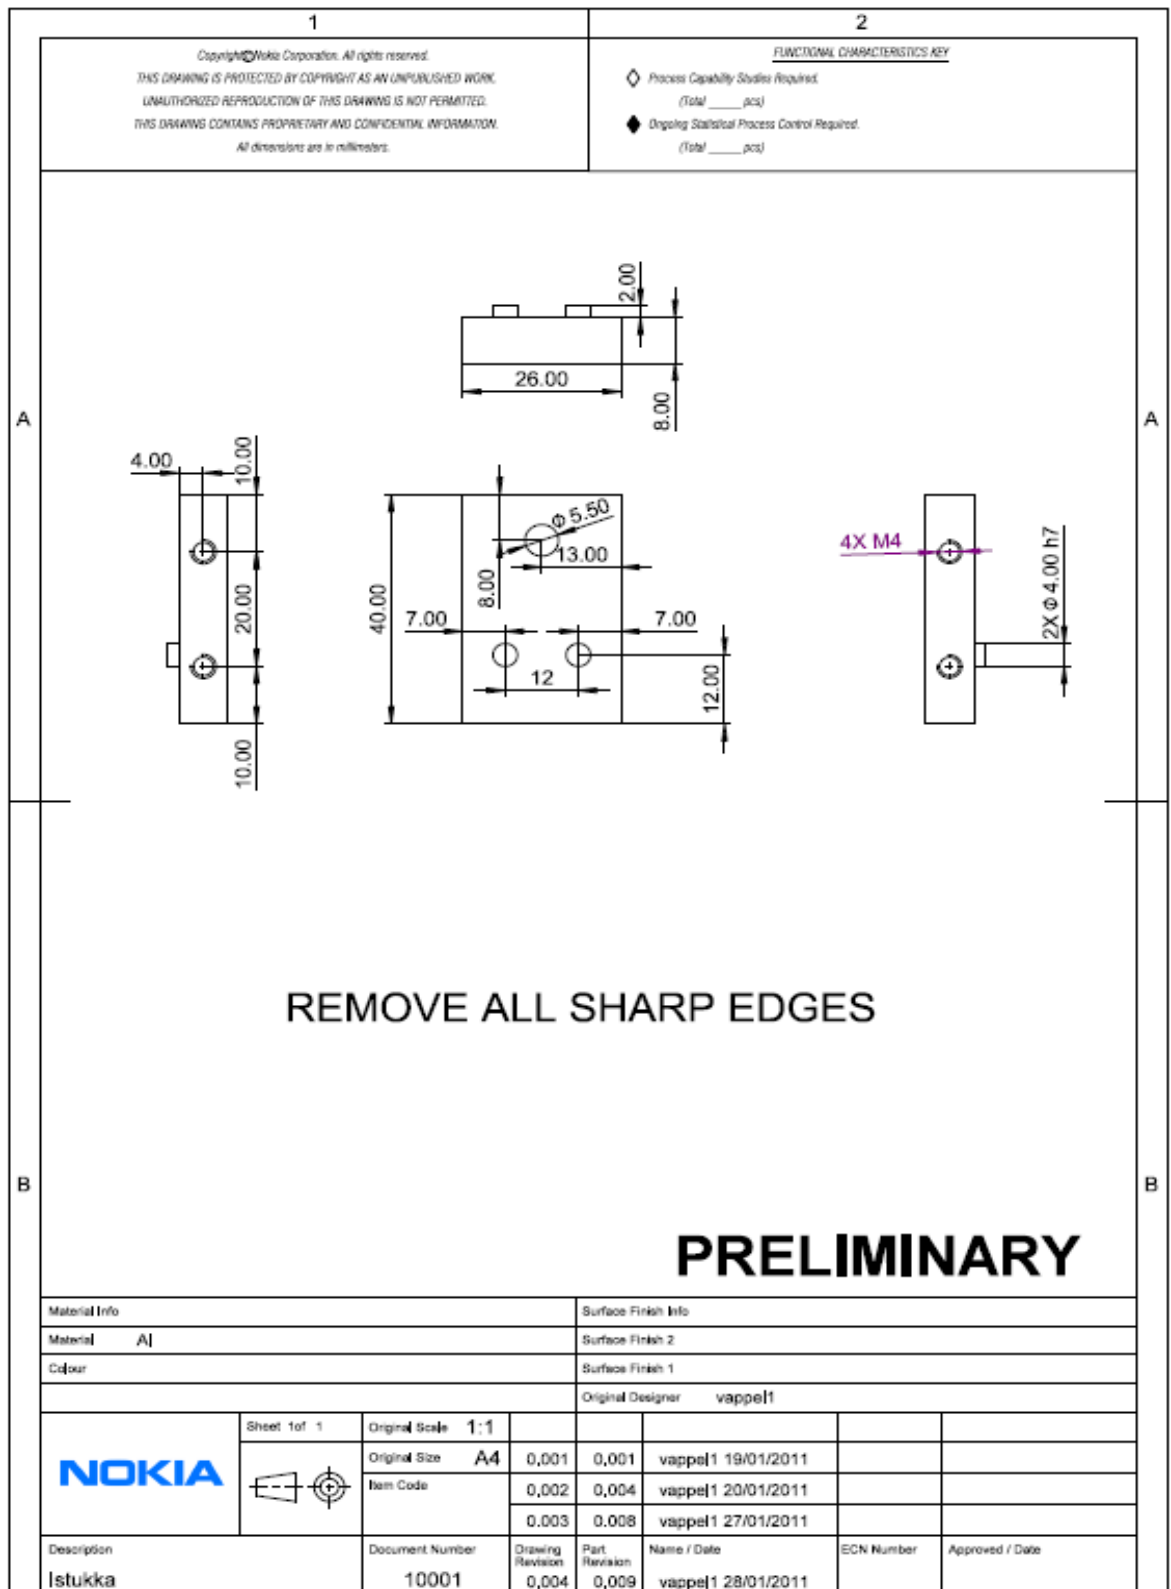 1
2
Copyright©Nokia Corporation. All rights reserved.
THIS DRAWING IS PROTECTED BY COPYRIGHT AS AN UNPUBLISHED WORK.
UNAUTHORIZED REPRODUCTION OF THIS DRAWING IS NOT PERMITTED.
THIS DRAWING CONTAINS PROPRIETARY AND CONFIDENTIAL INFORMATION.
All dimensions are in millimeters.
FUNCTIONAL CHARACTERISTICS KEY
Process Capability Studies Required.
(Total _____ pcs)
Ongoing Statistical Process Control Required.
(Total _____ pcs)
2.00
26.00
8.00
A
A
4.00
10.00
20.00
10.00
40.00
8.00
Φ 5.50
13.00
7.00
7.00
12
12.00
4X M4
2X Φ 4.00 h7
REMOVE ALL SHARP EDGES
B
B
PRELIMINARY
Material Info
Surface Finish Info
Material Al
Surface Finish 2
Colour
Surface Finish 1
Original Designer vappel1
NOKIA
Sheet 1of 1
Original Scale 1:1
Original Size A4
0,001 0,001 vappel1 19/01/2011
Item Code
0,002 0,004 vappel1 20/01/2011
0.003 0.008 vappel1 27/01/2011
Description
Istukka
Document Number
10001
Drawing Revision
0,004
Part Revision
0,009
Name / Date
vappel1 28/01/2011
ECN Number
Approved / Date